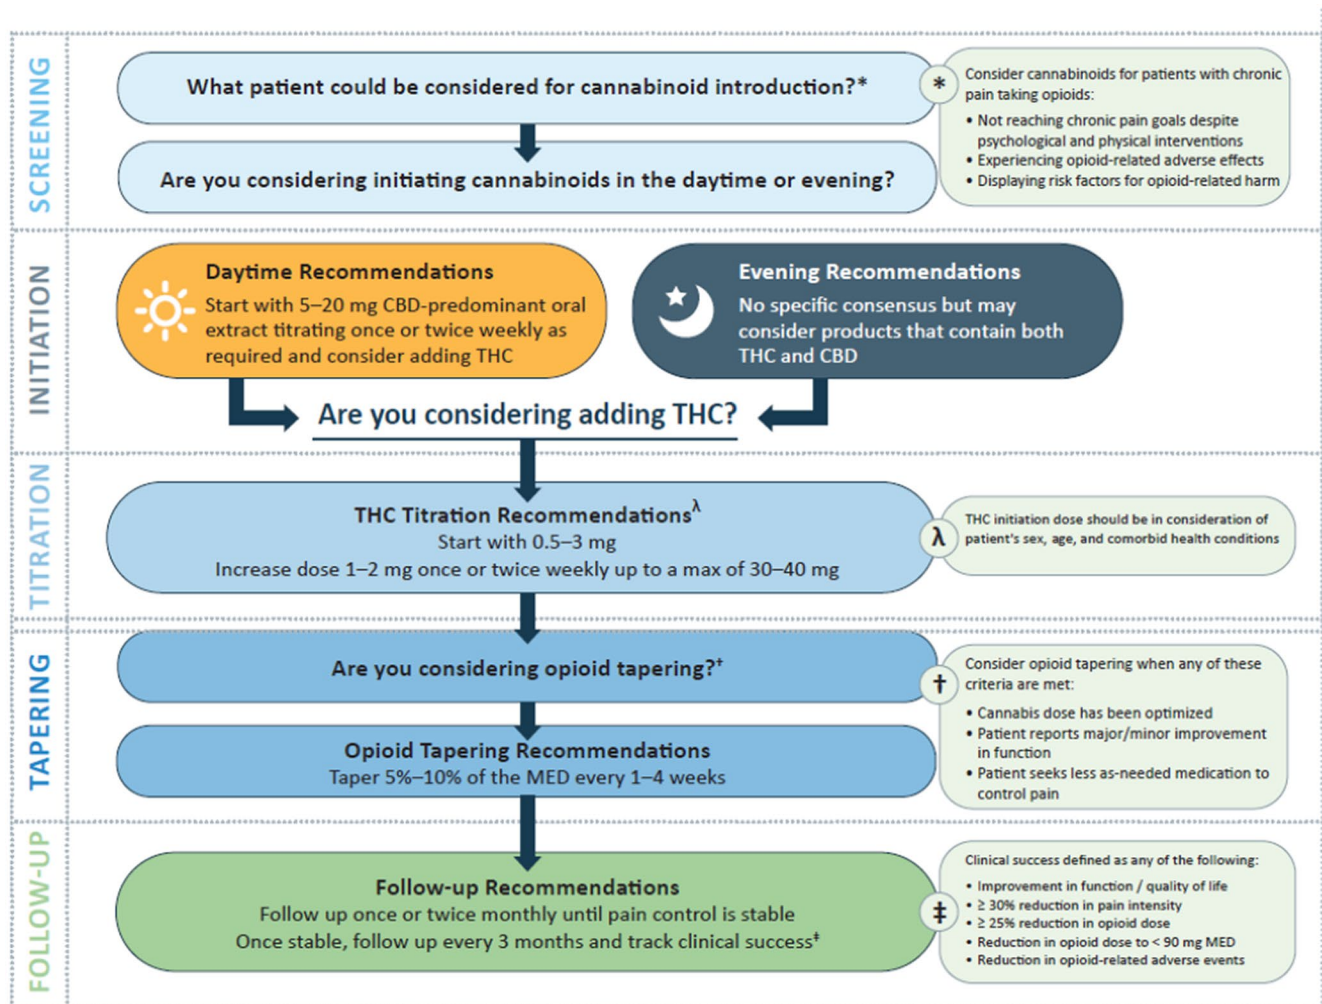 SCREENING
What patient could be considered for cannabinoid introduction?*
Are you considering initiating cannabinoids in the daytime or evening?
*
Consider cannabinoids for patients with chronic
pain taking opioids:
• Not reaching chronic pain goals despite
psychological and physical interventions
• Experiencing opioid-related adverse effects
• Displaying risk factors for opioid-related harm
INITIATION
Daytime Recommendations
Start with 5–20 mg CBD-predominant oral
extract titrating once or twice weekly as
required and consider adding THC
Evening Recommendations
No specific consensus but may
consider products that contain both
THC and CBD
Are you considering adding THC?
TITRATION
THC Titration Recommendationsλ
Start with 0.5–3 mg
Increase dose 1–2 mg once or twice weekly up to a max of 30–40 mg
λ
THC initiation dose should be in consideration of
patient's sex, age, and comorbid health conditions
TAPERING
Are you considering opioid tapering?†
Opioid Tapering Recommendations
Taper 5%–10% of the MED every 1–4 weeks
†
Consider opioid tapering when any of these
criteria are met:
• Cannabis dose has been optimized
• Patient reports major/minor improvement
in function
• Patient seeks less as-needed medication to
control pain
FOLLOW-UP
Follow-up Recommendations
Follow up once or twice monthly until pain control is stable
Once stable, follow up every 3 months and track clinical success‡
‡
Clinical success defined as any of the following:
• Improvement in function / quality of life
• ≥ 30% reduction in pain intensity
• ≥ 25% reduction in opioid dose
• Reduction in opioid dose to < 90 mg MED
• Reduction in opioid-related adverse events